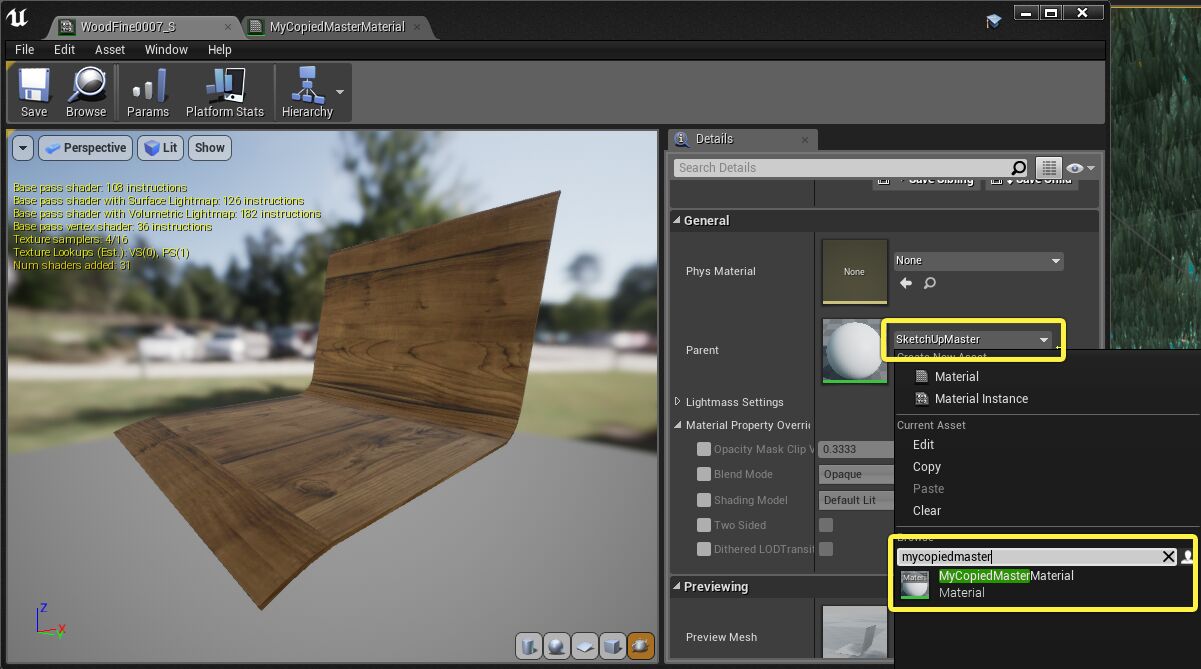 WoodFine0007_S
MyCopiedMasterMaterial
File Edit Asset Window Help
Save Browse Params Platform Stats Hierarchy
Perspective Lit Show
Base pass shader: 108 instructions
Base pass shader with Surface Lightmap: 126 instructions
Base pass shader with Volumetric Lightmap: 182 instructions
Base pass vertex shader: 36 instructions
Texture samplers: 4/16
Texture Lookups (Est.): VS(0), PS(1)
Num shaders added: 31
Z
X
Y
Details
Search Details
Save Sibling Save Child
General
Phys Material
None
None
Parent
SketchUpMaster
Create New Asset
Material
Material Instance
Current Asset
Edit
Copy
Paste
Clear
Browse
mycopiedmaster
MyCopiedMasterMaterial
Material
Lightmass Settings
Material Property Overri
Opacity Mask Clip V 0.3333
Blend Mode Opaque
Shading Model Default Lit
Two Sided
Dithered LODTransit
Previewing
Preview Mesh